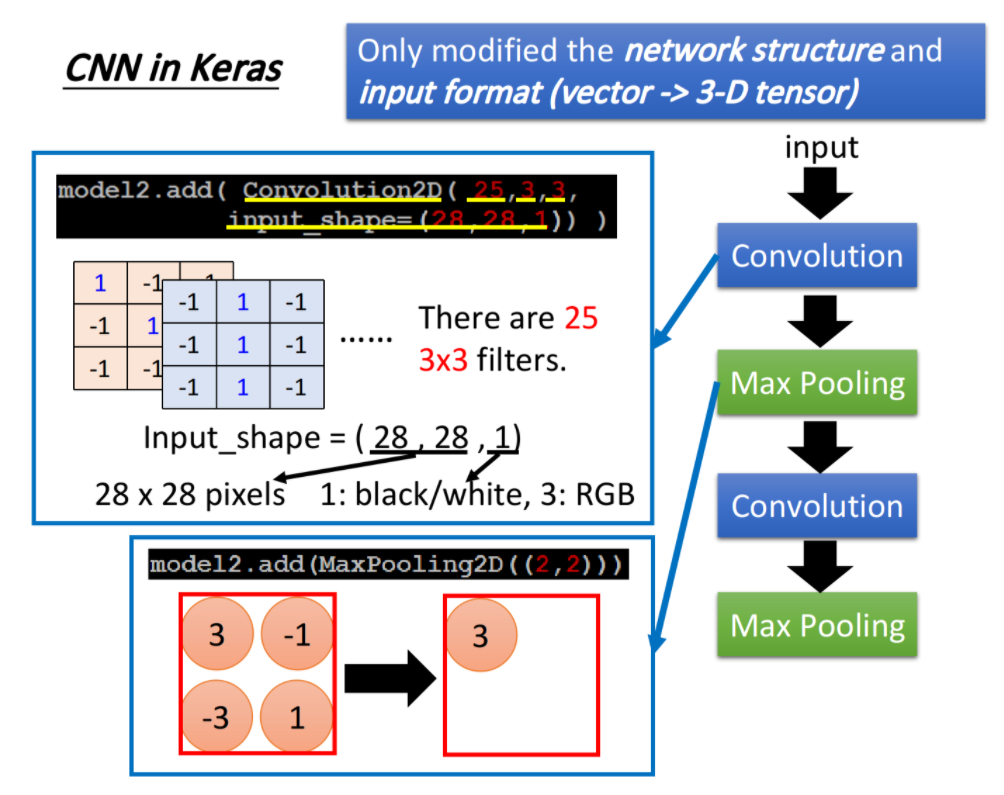 CNN in Keras
Only modified the network structure and
input format (vector -> 3-D tensor)
model2.add( Convolution2D( 25,3,3,
input_shape=(28,28,1)) )
1 -1 -1
-1 1
-1 -1
-1 1 -1
-1 1 -1
-1 1 -1
......
There are 25
3x3 filters.
Input_shape = ( 28 , 28 , 1)
28 x 28 pixels
1: black/white, 3: RGB
model2.add(MaxPooling2D((2,2)))
3 -1
-3 1
3
input
Convolution
Max Pooling
Convolution
Max Pooling